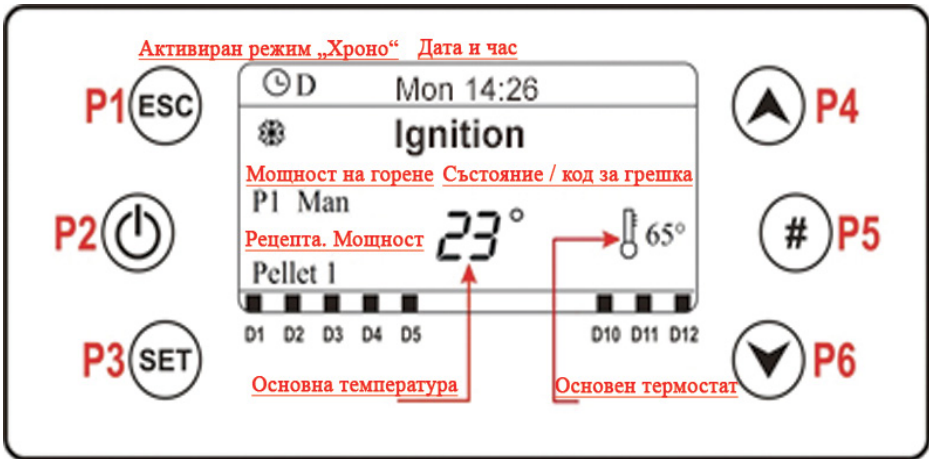 Активиран режим „Хроно“ Дата и час
P1 ESC
D Mon 14:26
P4
Ignition
Мощност на горене Състояние / код за грешка
P1 Man
P2
23° 65°
# P5
Рецепта. Мощност
Pellet 1
D1 D2 D3 D4 D5 D10 D11 D12
P3 SET
P6
Основна температура Основен термостат